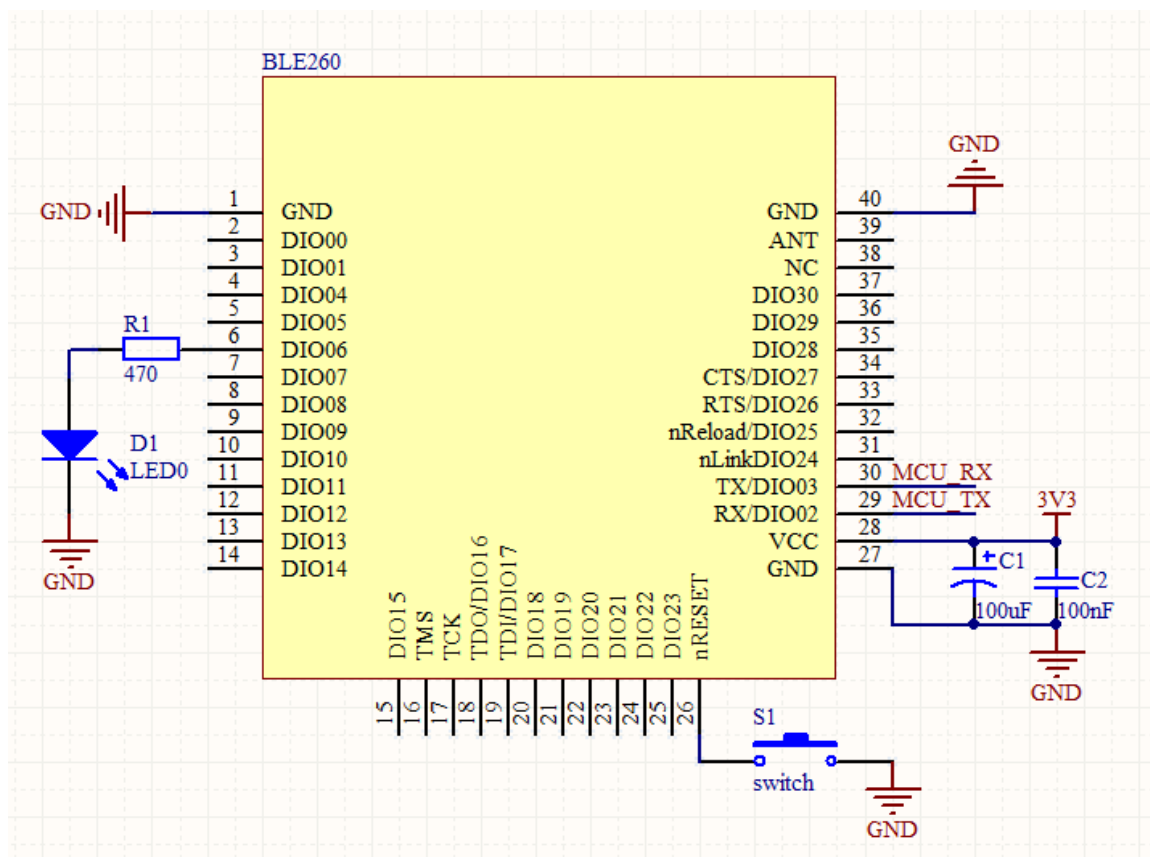 BLE260
GND
1 GND
2 DIO00
3 DIO01
4 DIO04
5 DIO05
6 DIO06
7 DIO07
8 DIO08
9 DIO09
10 DIO10
11 DIO11
12 DIO12
13 DIO13
14 DIO14
R1
470
D1
LED0
GND
GND
GND 40
ANT 39
NC 38
DIO30 37
DIO29 36
DIO28 35
CTS/DIO27 34
RTS/DIO26 33
nReload/DIO25 32
nLinkDIO24 31
TX/DIO03 30 MCU_RX
RX/DIO02 29 MCU_TX
VCC 28
GND 27
3V3
+
C1
100uF
C2
100nF
GND
DIO15 15
TMS 16
TCK 17
TDO/DIO16 18
TDI/DIO17 19
DIO18 20
DIO19 21
DIO20 22
DIO21 23
DIO22 24
DIO23 25
nRESET 26
S1
switch
GND